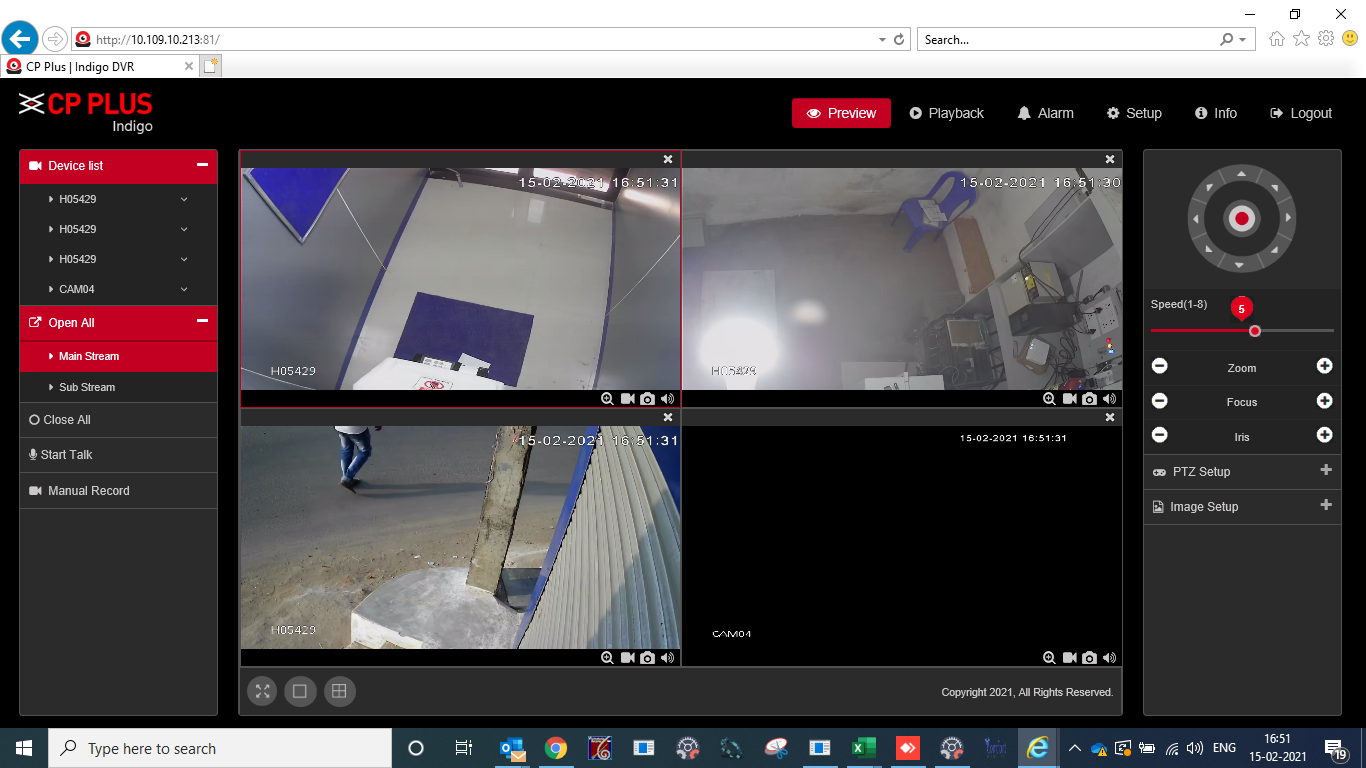 http://10.109.10.213:81/
Search...
CP Plus | Indigo DVR
CP PLUS
Indigo
Preview
Playback
Alarm
Setup
Info
Logout
Device list
H05429
H05429
H05429
CAM04
Open All
Main Stream
Sub Stream
Close All
Start Talk
Manual Record
15-02-2021 16:51:31
H05429
15-02-2021 16:51:30
H05429
15-02-2021 16:51:31
H05429
15-02-2021 16:51:31
CAM04
Speed(1-8)
5
Zoom
Focus
Iris
PTZ Setup
Image Setup
Copyright 2021, All Rights Reserved.
Type here to search
ENG
16:51
15-02-2021
19